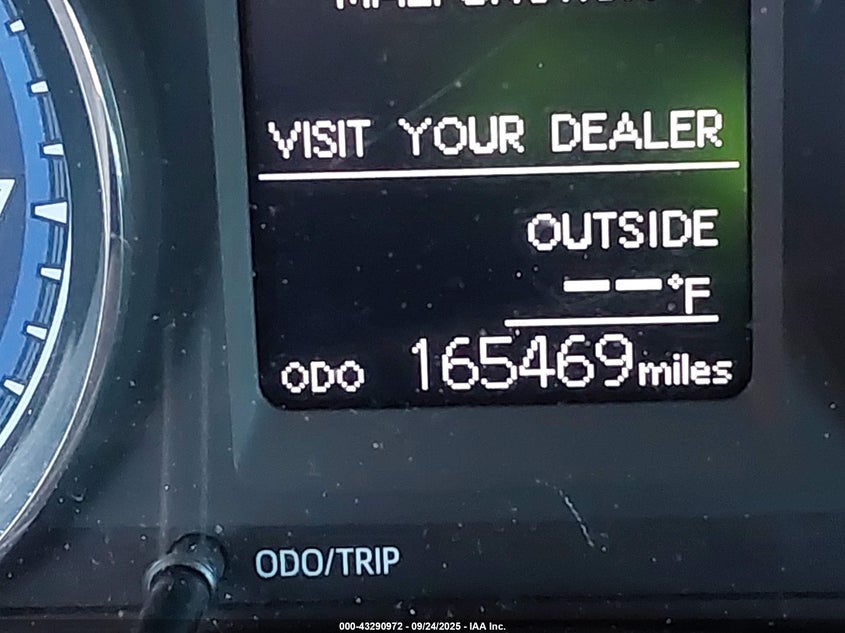 VISIT YOUR DEALER
OUTSIDE
--°F
ODO 165469 miles
ODO/TRIP
000-43290972 - 09/24/2025 - IAA Inc.